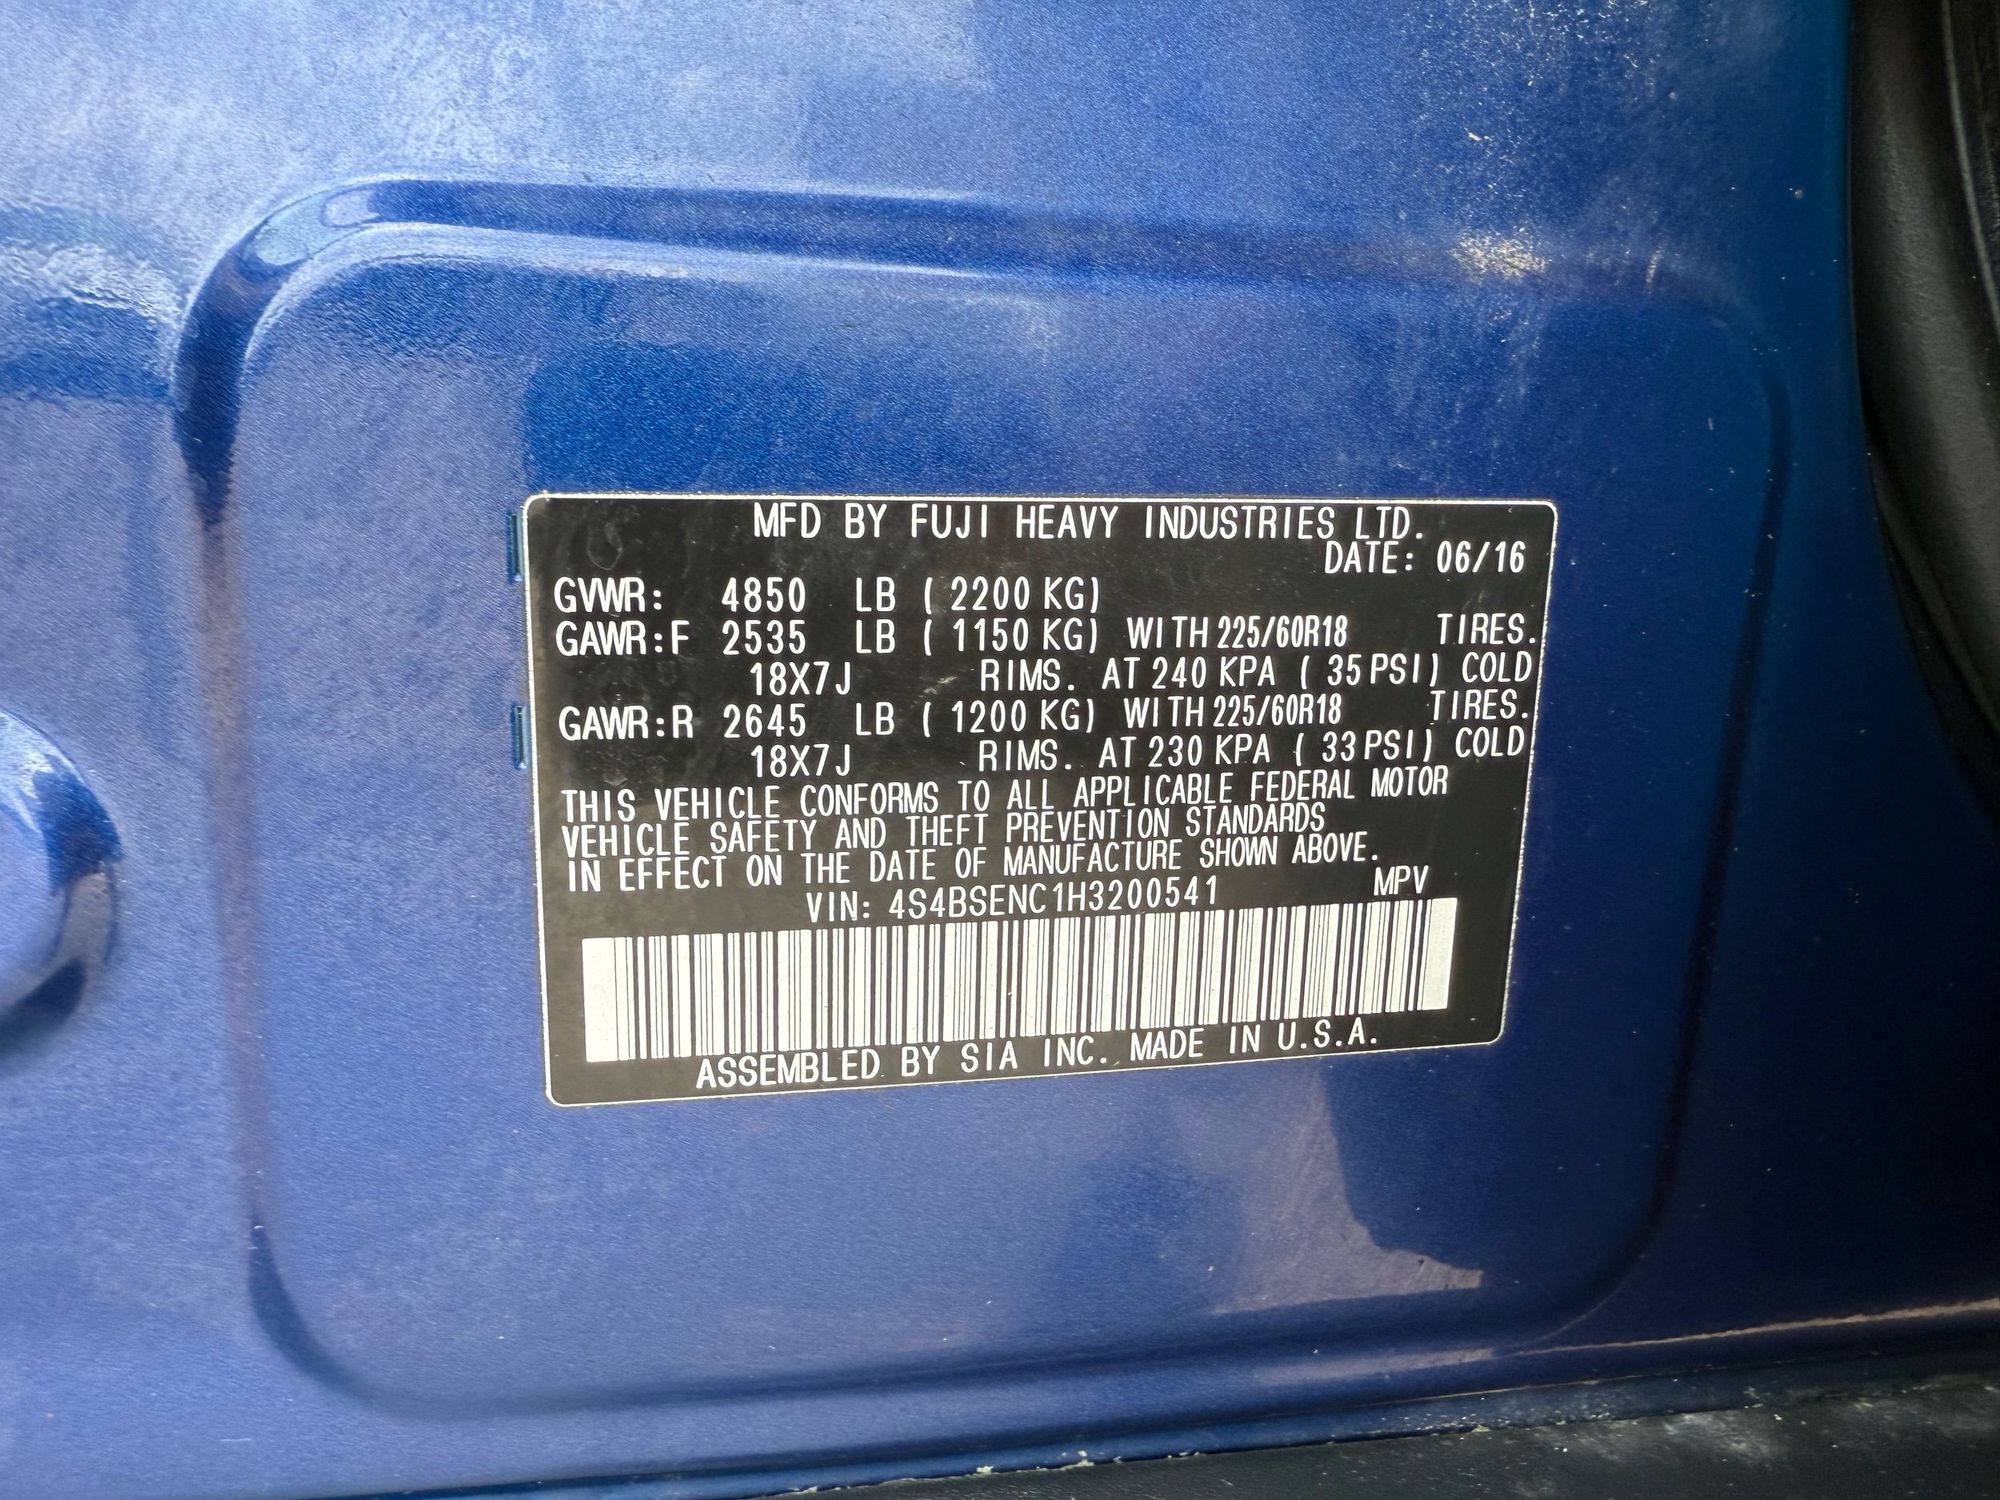 MFD BY FUJI HEAVY INDUSTRIES LTD.
DATE: 06/16
GVWR: 4850 LB ( 2200 KG)
GAWR:F 2535 LB ( 1150 KG) WITH 225/60R18 TIRES.
18X7J RIMS. AT 240 KPA ( 35 PSI) COLD
GAWR:R 2645 LB ( 1200 KG) WITH 225/60R18 TIRES.
18X7J RIMS. AT 230 KPA ( 33 PSI) COLD
THIS VEHICLE CONFORMS TO ALL APPLICABLE FEDERAL MOTOR
VEHICLE SAFETY AND THEFT PREVENTION STANDARDS
IN EFFECT ON THE DATE OF MANUFACTURE SHOWN ABOVE.
VIN: 4S4BSENC1H3200541 MPV
ASSEMBLED BY SIA INC. MADE IN U.S.A.